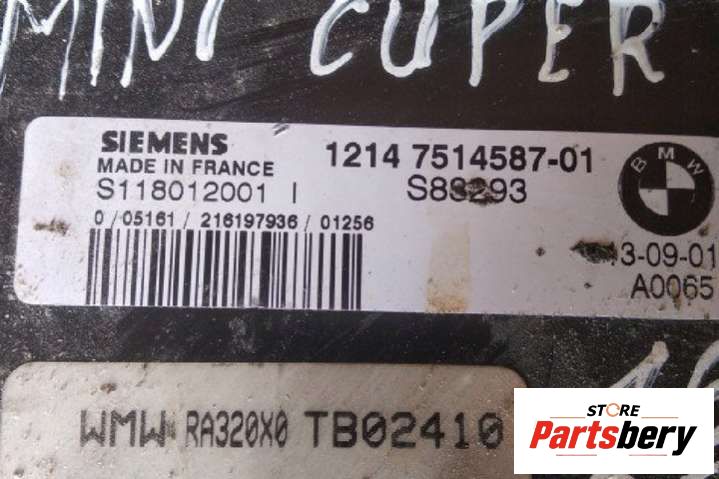 MINI CUPER
SIEMENS
MADE IN FRANCE
S118012001 I
1214 7514587-01
BMW
0/05161/216197936/01256
3-09-01
A0065
WMW RA320X0 TB02410
STORE
Partsbery